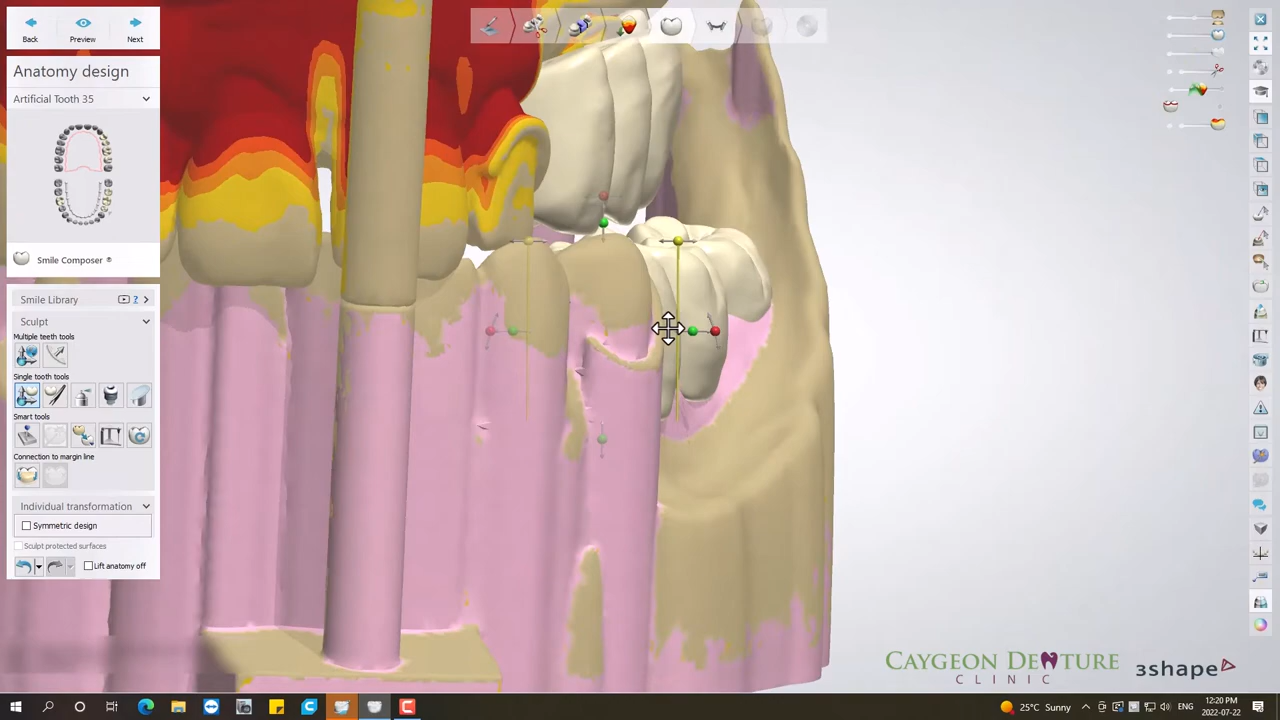 Back
Preview
Next
Anatomy design
Artificial Tooth 35
Smile Composer ®
Smile Library
?
Sculpt
Multiple teeth tools
Single tooth tools
Smart tools
Connection to margin line
Individual transformation
Symmetric design
Sculpt protected surfaces
Lift anatomy off
CAYGEON DENTURE
CLINIC
3shape
25°C Sunny
ENG
12:20 PM
2022-07-22